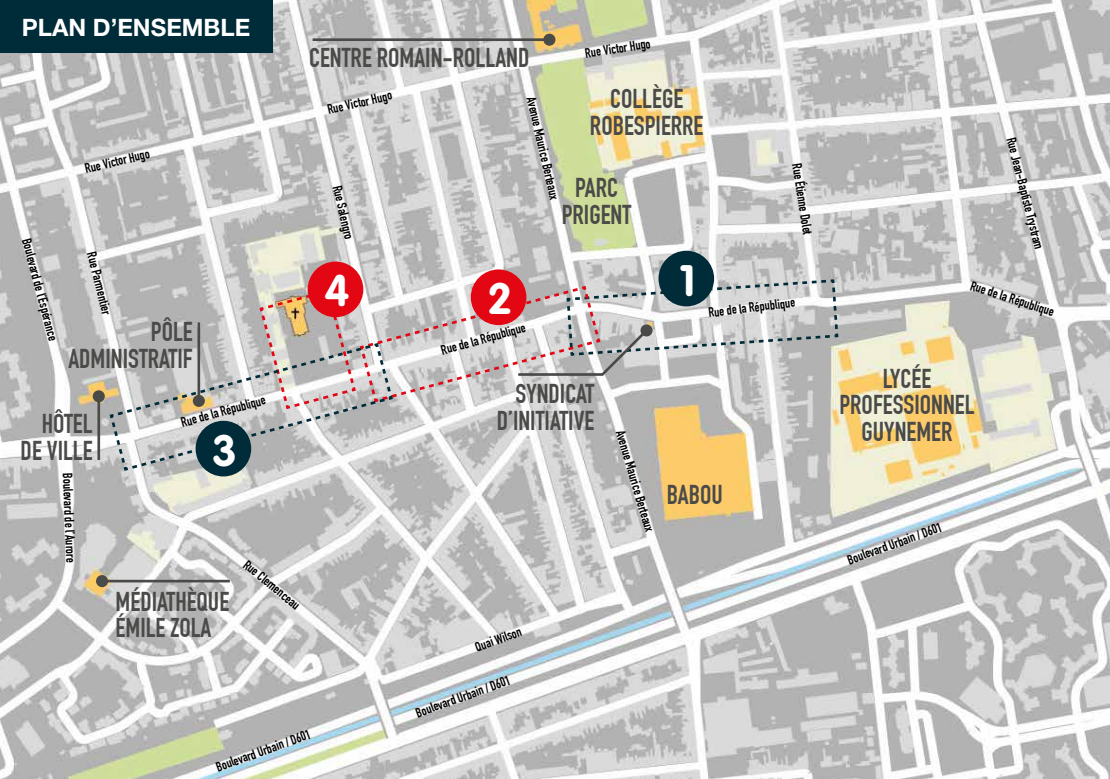 PLAN D'ENSEMBLE
CENTRE ROMAIN-ROLLAND
Rue Victor Hugo
Rue Victor Hugo
Rue Victor Hugo
COLLÈGE
ROBESPIERRE
Avenue Maurice Berteaux
PARC
PRIGENT
Rue Étienne Dolet
Rue Jean-Baptiste Trystram
Rue Salengro
Boulevard de l'Espérance
Rue Parmentier
4
2
1
Rue de la République
Rue de la République
Rue de la République
Rue de la République
PÔLE
ADMINISTRATIF
HÔTEL
DE VILLE
3
SYNDICAT
D'INITIATIVE
LYCÉE
PROFESSIONNEL
GUYNEMER
Avenue Maurice Berteaux
BABOU
Boulevard de l'Aurore
MÉDIATHÈQUE
ÉMILE ZOLA
Rue Clemenceau
Quai Wilson
Boulevard Urbain / D601
Boulevard Urbain / D601
Boulevard Urbain / D601